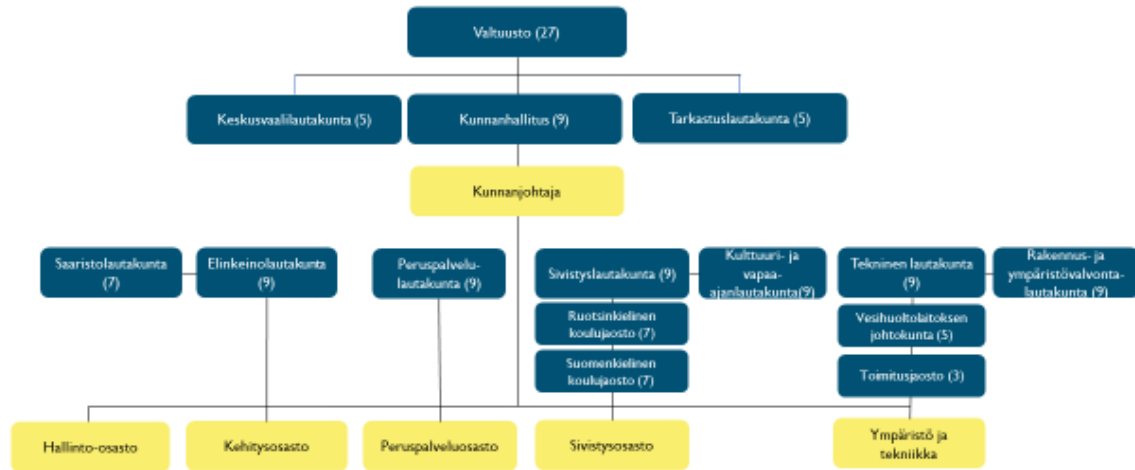 Valtuusto (27)
Keskusvaalilautakunta (5)
Kunnanhallitus (9)
Tarkastuslautakunta (5)
Kunnanjohtaja
Saaristolautakunta
(7)
Elinkeinolautakunta
(9)
Peruspalvelu-
lautakunta (9)
Sivistyslautakunta (9)
Kulttuuri- ja
vapaa-
ajanlautakunta(9)
Tekninen lautakunta
(9)
Rakennus- ja
ympäristövalvonta-
lautakunta (9)
Ruotsinkielinen
koulujaosto (7)
Vesihuoltolaitoksen
johtokunta (5)
Suomenkielinen
koulujaosto (7)
Toimitusjaosto (3)
Hallinto-osasto
Kehitysosasto
Peruspalveluosasto
Sivistysosasto
Ympäristö ja
tekniikka